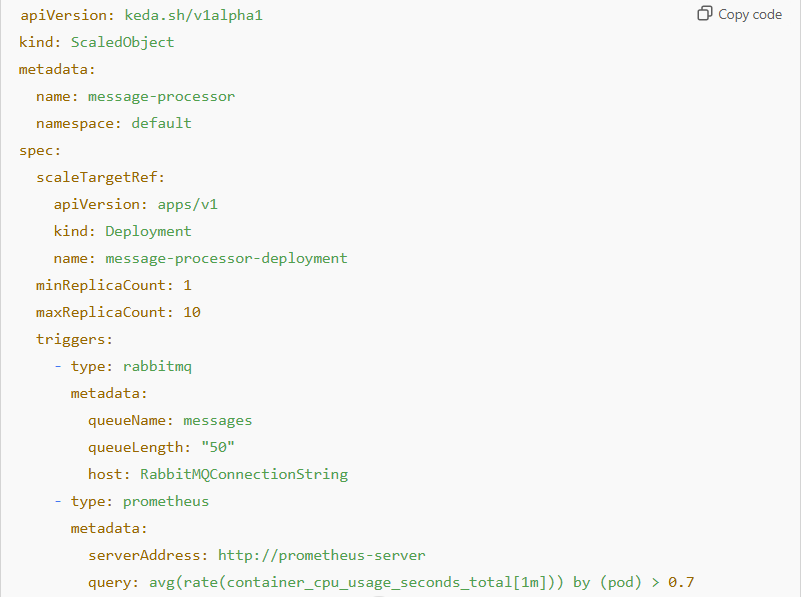 apiVersion: keda.sh/v1alpha1
Copy code
kind: ScaledObject
metadata:
  name: message-processor
  namespace: default
spec:
  scaleTargetRef:
    apiVersion: apps/v1
    kind: Deployment
    name: message-processor-deployment
  minReplicaCount: 1
  maxReplicaCount: 10
  triggers:
    - type: rabbitmq
      metadata:
        queueName: messages
        queueLength: "50"
        host: RabbitMQConnectionString
    - type: prometheus
      metadata:
        serverAddress: http://prometheus-server
        query: avg(rate(container_cpu_usage_seconds_total[1m])) by (pod) > 0.7